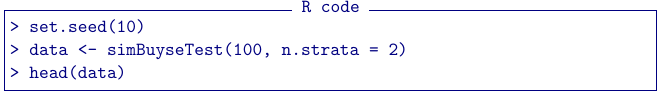 R code
> set.seed(10)
> data <- simBuyseTest(100, n.strata = 2)
> head(data)